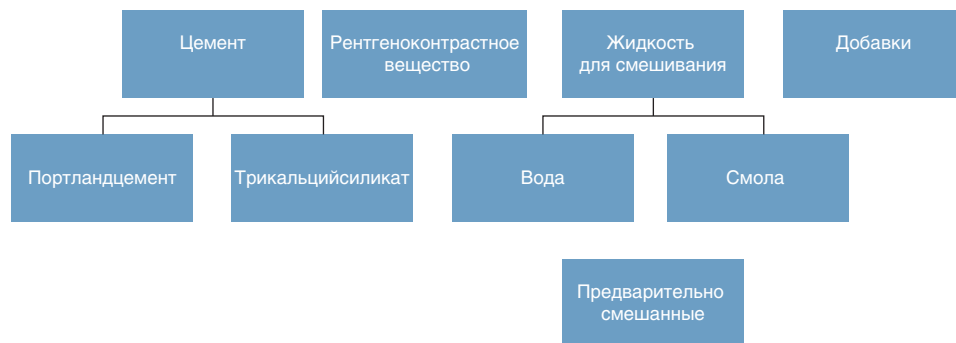 Цемент
Рентгеноконтрастное
вещество
Жидкость
для смешивания
Добавки
Портландцемент
Трикальцийсиликат
Вода
Смола
Предварительно
смешанные